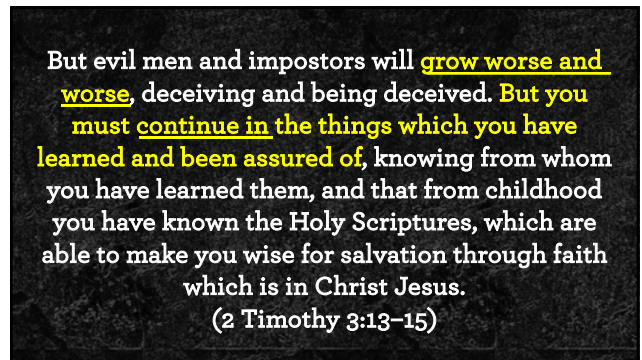 But evil men and impostors will grow worse and
worse, deceiving and being deceived. But you
must continue in the things which you have
learned and been assured of, knowing from whom
you have learned them, and that from childhood
you have known the Holy Scriptures, which are
able to make you wise for salvation through faith
which is in Christ Jesus.
(2 Timothy 3:13–15)